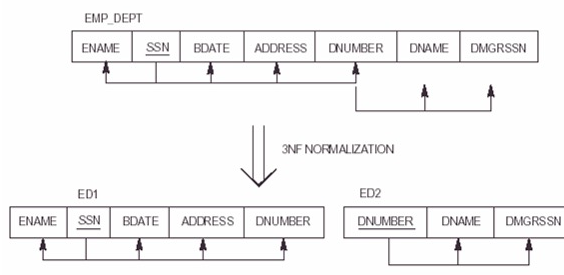 EMP_DEPT
ENAME SSN BDATE ADDRESS DNUMBER DNAME DMGRSSN
3NF NORMALIZATION
ED1
ENAME SSN BDATE ADDRESS DNUMBER
ED2
DNUMBER DNAME DMGRSSN